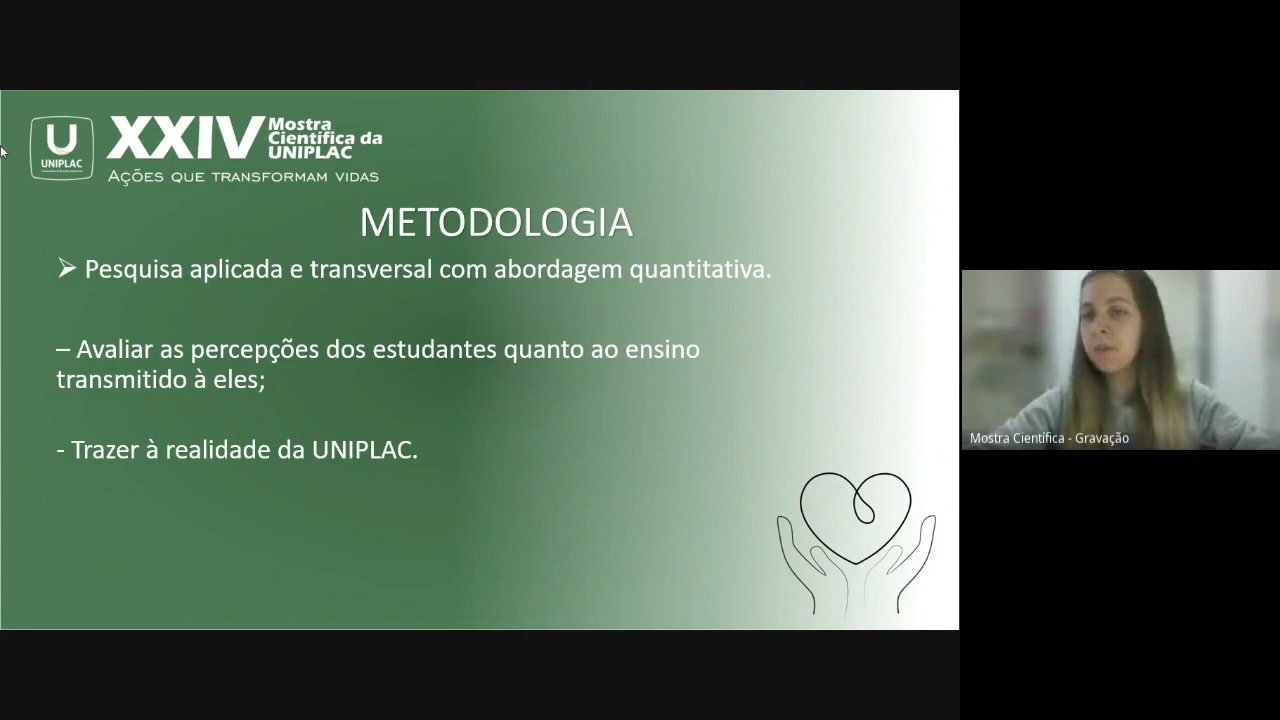 UNIPLAC
XXIV
Mostra
Científica da
UNIPLAC
AÇÕES QUE TRANSFORMAM VIDAS
METODOLOGIA
➢ Pesquisa aplicada e transversal com abordagem quantitativa.
– Avaliar as percepções dos estudantes quanto ao ensino
transmitido à eles;
- Trazer à realidade da UNIPLAC.
Mostra Científica - Gravação